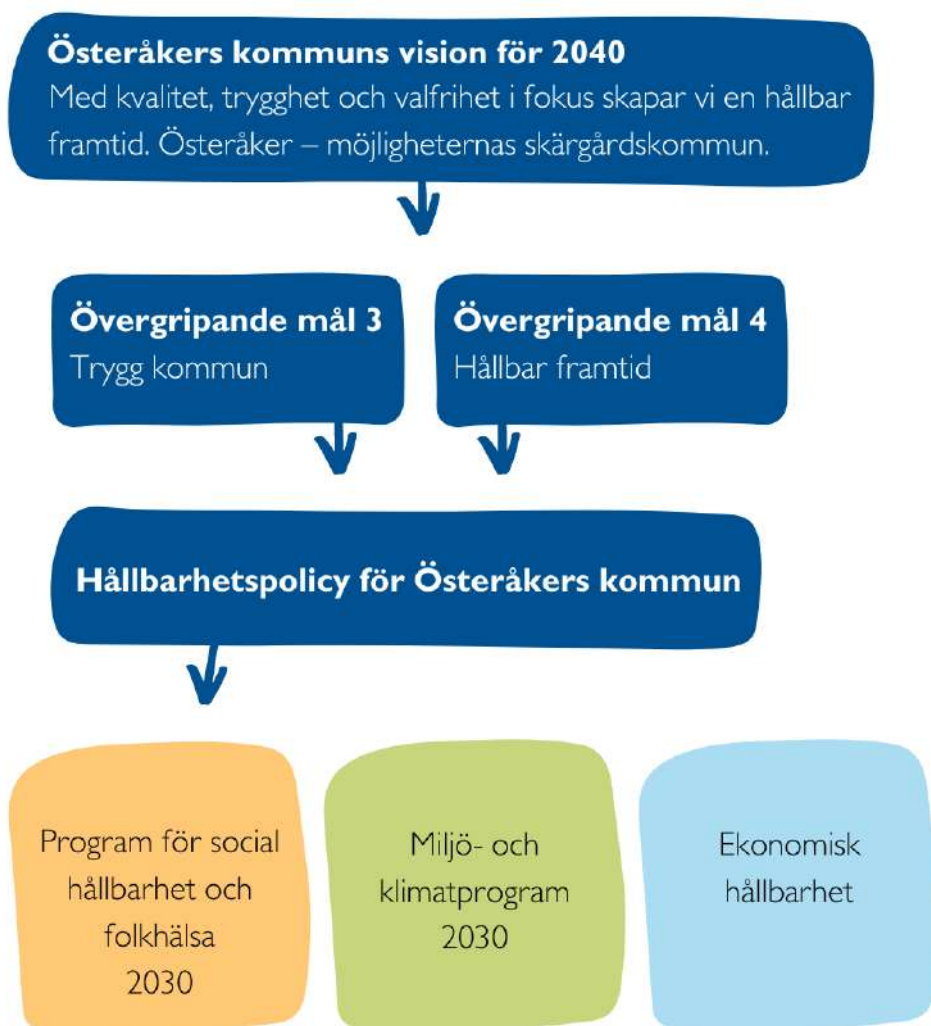 Österåkers kommuns vision för 2040
Med kvalitet, trygghet och valfrihet i fokus skapar vi en hållbar
framtid. Österåker – möjligheternas skärgårdskommun.
Övergripande mål 3
Trygg kommun
Övergripande mål 4
Hållbar framtid
Hållbarhetspolicy för Österåkers kommun
Program för social
hållbarhet och
folkhälsa
2030
Miljö- och
klimatprogram
2030
Ekonomisk
hållbarhet